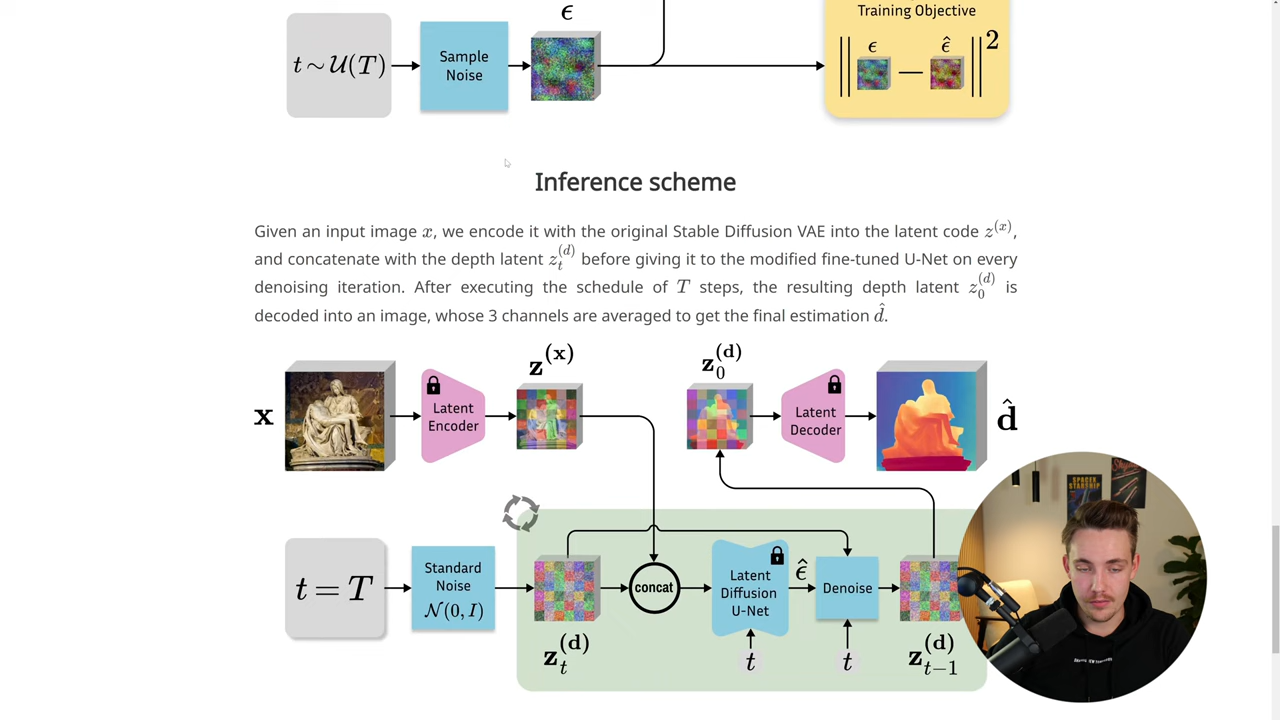 ϵ
Training Objective
t ∼ U(T)
Sample
Noise
|| ϵ − ϵ̂ ||²
Inference scheme
Given an input image x, we encode it with the original Stable Diffusion VAE into the latent code z^(x),
and concatenate with the depth latent z_t^(d) before giving it to the modified fine-tuned U-Net on every
denoising iteration. After executing the schedule of T steps, the resulting depth latent z_0^(d) is
decoded into an image, whose 3 channels are averaged to get the final estimation d̂.
x
Latent
Encoder
z^(x)
z_0^(d)
Latent
Decoder
d̂
t = T
Standard
Noise
N(0, I)
z_t^(d)
concat
Latent
Diffusion
U-Net
ϵ̂
Denoise
z_{t−1}^(d)
t
t
SPACEX
STARSHIP